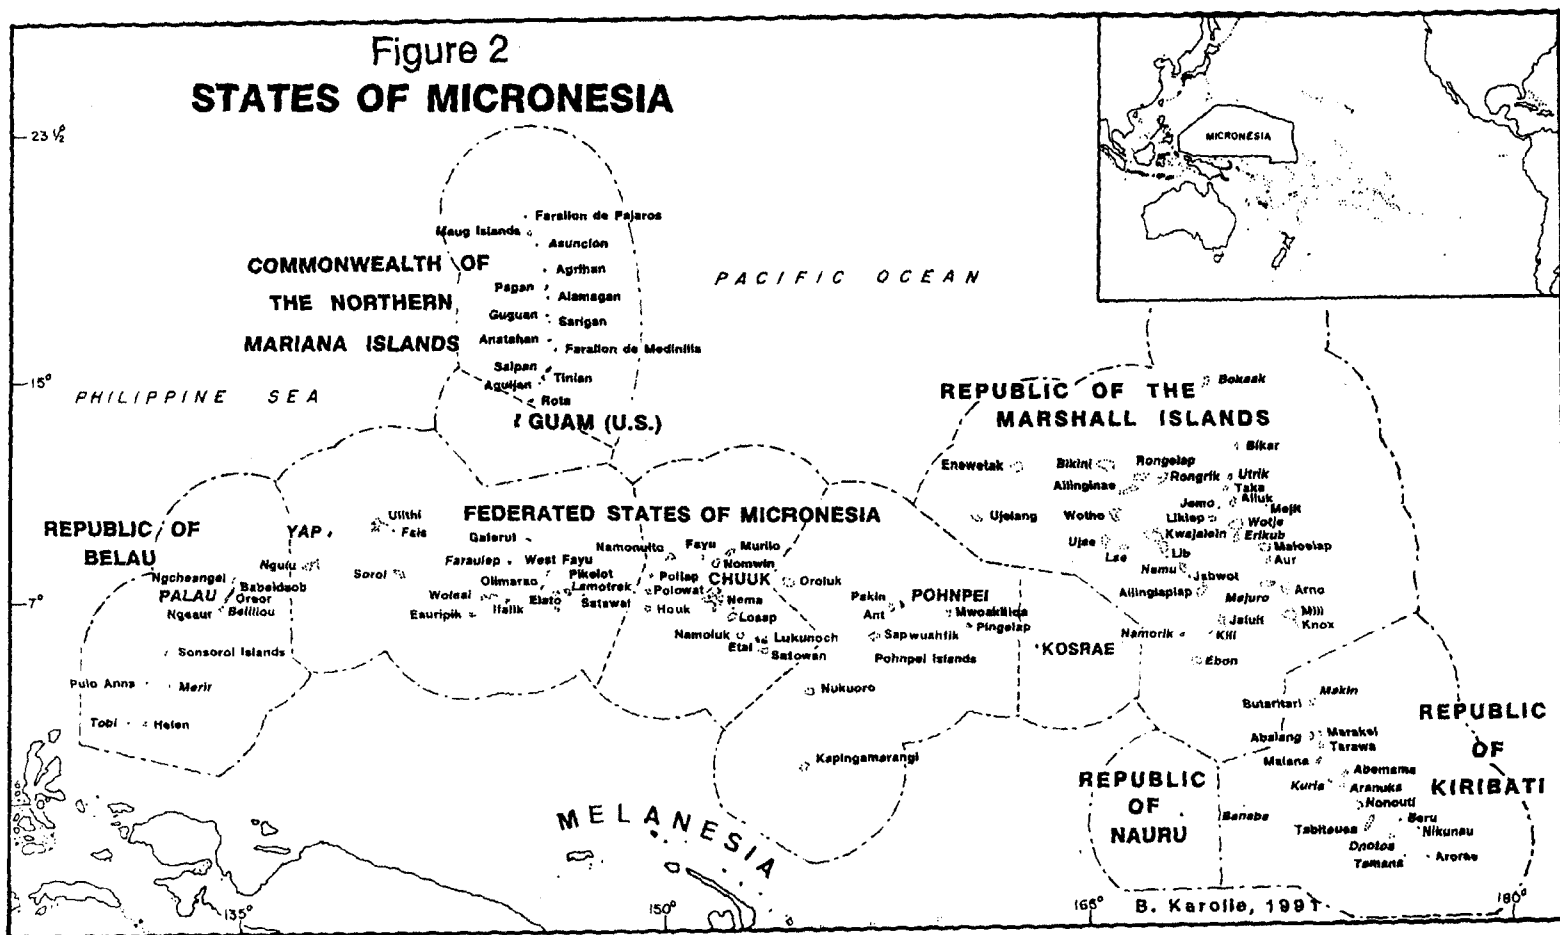 Figure 2
STATES OF MICRONESIA
23 ½°
MICRONESIA
Farallon de Pajaros
Maug Islands
Asuncion
COMMONWEALTH OF
THE NORTHERN
MARIANA ISLANDS
Agrihan
Pagan
Alamagan
Guguan
Sarigan
Anatahan
Farallon de Medinilla
Saipan
Tinian
Aguijan
Rota
GUAM (U.S.)
PACIFIC OCEAN
15°
PHILIPPINE SEA
REPUBLIC OF THE
MARSHALL ISLANDS
Bokaak
Bikar
Enewetak
Bikini
Rongelap
Rongrik
Utrik
Ailinginae
Taka
Ailuk
Jemo
Mejit
Ujelang
Wotho
Likiep
Wotje
Kwajalein
Erikub
Ujae
Lae
Lib
Maloelap
Aur
Namu
Jabwot
Ailinglaplap
Majuro
Arno
Mili
Knox
Jaluit
Namorik
Kili
Ebon
REPUBLIC OF
BELAU
YAP
Ulithi
Fais
FEDERATED STATES OF MICRONESIA
Gaferut
Ngulu
Sorol
Faraulep
West Fayu
Namonuito
Fayu
Murilo
Nomwin
Ngcheangel
Babeldaob
PALAU
Oreor
Ngeaur
Beliliou
Olimarao
Pikelot
Lamotrek
Pollap
CHUUK
Oroluk
Woleai
Ifalik
Elato
Satawal
Polowat
Nema
Eauripik
Houk
Losap
Pakin
POHNPEI
Ant
Mwoakilloa
Pingelap
Namoluk
Lukunoch
Etal
Satowan
Sapwuahfik
Pohnpei Islands
KOSRAE
Sonsorol Islands
Pulo Anna
Merir
Tobi
Helen
Nukuoro
Kapingamarangi
Makin
Butaritari
REPUBLIC
OF
KIRIBATI
Abaiang
Marakei
Tarawa
Maiana
Abemama
Kuria
Aranuka
Nonouti
REPUBLIC
OF
NAURU
Banaba
Beru
Tabiteuea
Nikunau
Onotoa
Tamana
Arorae
MELANESIA
7°
135°
150°
165°
180°
B. Karolle, 1991